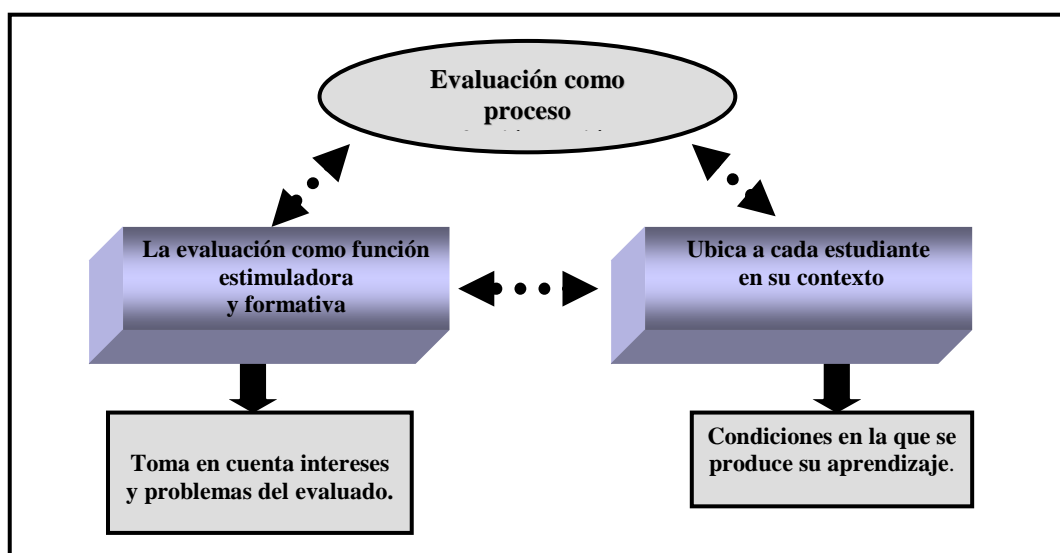 Evaluación como
proceso
La evaluación como función
estimuladora
y formativa
Ubica a cada estudiante
en su contexto
Toma en cuenta intereses
y problemas del evaluado.
Condiciones en la que se
produce su aprendizaje.